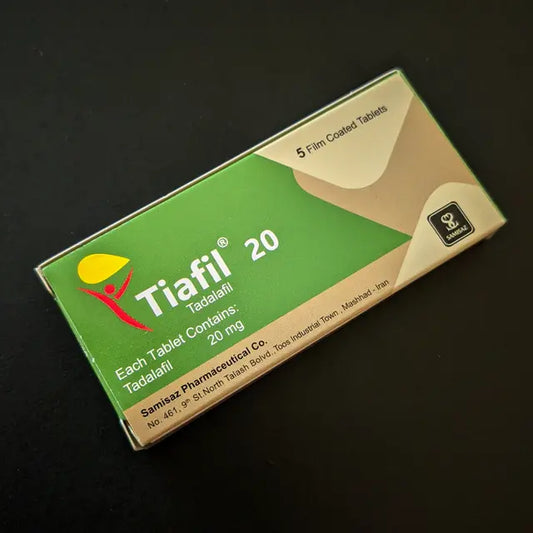 5 Film Coated Tablets
SAMISAZ
Tiafil® 20
Tadalafil
Each Tablet Contains:
Tadalafil 20 mg
Samisaz Pharmaceutical Co.
No. 461, 9th St.North Talash Bolvd., Toos Industrial Town , Mashhad - Iran